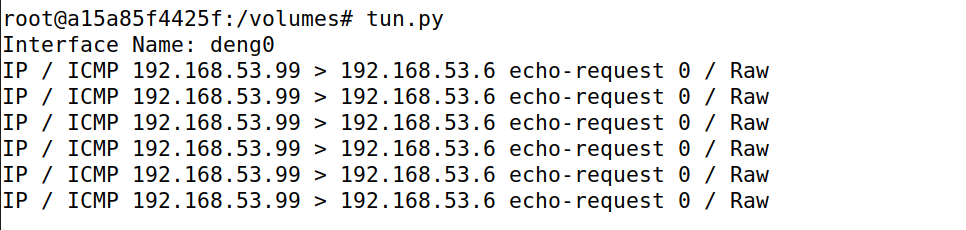 root@a15a85f4425f:/volumes# tun.py
Interface Name: deng0
IP / ICMP 192.168.53.99 > 192.168.53.6 echo-request 0 / Raw
IP / ICMP 192.168.53.99 > 192.168.53.6 echo-request 0 / Raw
IP / ICMP 192.168.53.99 > 192.168.53.6 echo-request 0 / Raw
IP / ICMP 192.168.53.99 > 192.168.53.6 echo-request 0 / Raw
IP / ICMP 192.168.53.99 > 192.168.53.6 echo-request 0 / Raw
IP / ICMP 192.168.53.99 > 192.168.53.6 echo-request 0 / Raw